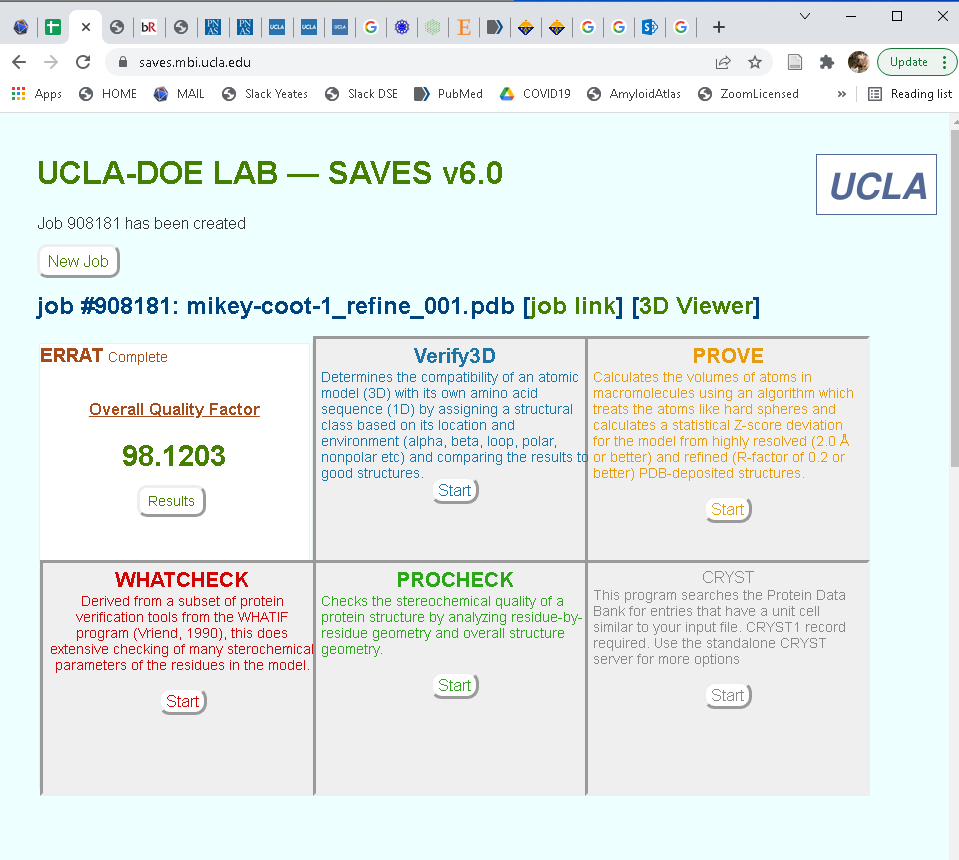 bR
PN
AS
PN
AS
UCLA
UCLA
UCLA
G
E
G
G
S
G
saves.mbi.ucla.edu
Update
Apps
HOME
MAIL
Slack Yeates
Slack DSE
PubMed
COVID19
AmyloidAtlas
ZoomLicensed
»
Reading list
UCLA-DOE LAB — SAVES v6.0
UCLA
Job 908181 has been created
New Job
job #908181: mikey-coot-1_refine_001.pdb [job link] [3D Viewer]
ERRAT Complete
Overall Quality Factor
98.1203
Results
Verify3D
Determines the compatibility of an atomic
model (3D) with its own amino acid
sequence (1D) by assigning a structural
class based on its location and
environment (alpha, beta, loop, polar,
nonpolar etc) and comparing the results to
good structures.
Start
PROVE
Calculates the volumes of atoms in
macromolecules using an algorithm which
treats the atoms like hard spheres and
calculates a statistical Z-score deviation
for the model from highly resolved (2.0 Å
or better) and refined (R-factor of 0.2 or
better) PDB-deposited structures.
Start
WHATCHECK
Derived from a subset of protein
verification tools from the WHATIF
program (Vriend, 1990), this does
extensive checking of many sterochemical
parameters of the residues in the model.
Start
PROCHECK
Checks the stereochemical quality of a
protein structure by analyzing residue-by-
residue geometry and overall structure
geometry.
Start
CRYST
This program searches the Protein Data
Bank for entries that have a unit cell
similar to your input file. CRYST1 record
required. Use the standalone CRYST
server for more options
Start